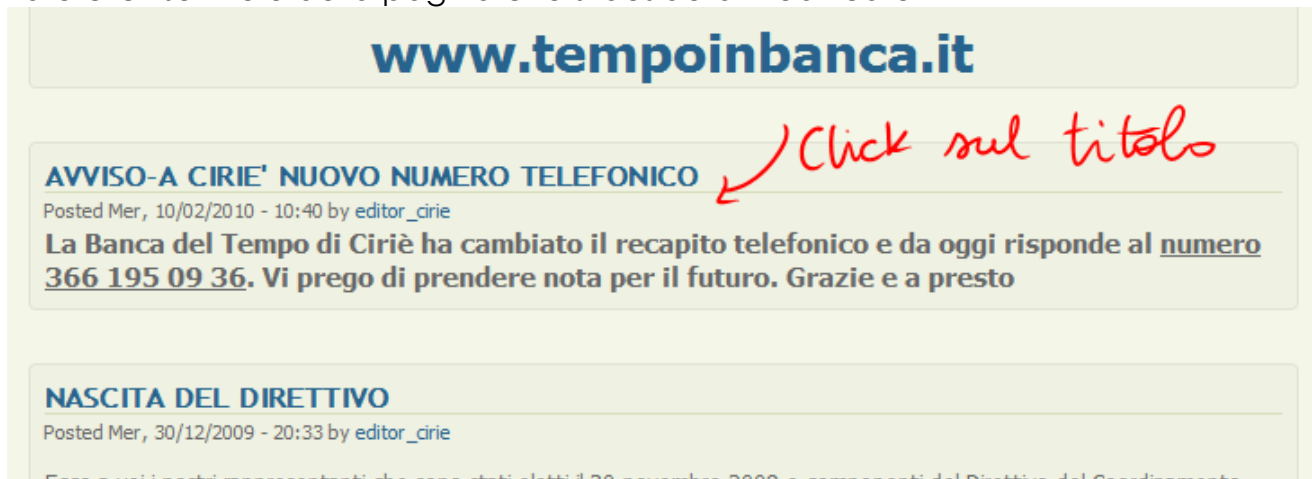 www.tempoinbanca.it
Click sul titolo
AVVISO-A CIRIE' NUOVO NUMERO TELEFONICO
Posted Mer, 10/02/2010 - 10:40 by editor_cirie
La Banca del Tempo di Ciriè ha cambiato il recapito telefonico e da oggi risponde al numero
366 195 09 36. Vi prego di prendere nota per il futuro. Grazie e a presto
NASCITA DEL DIRETTIVO
Posted Mer, 30/12/2009 - 20:33 by editor_cirie